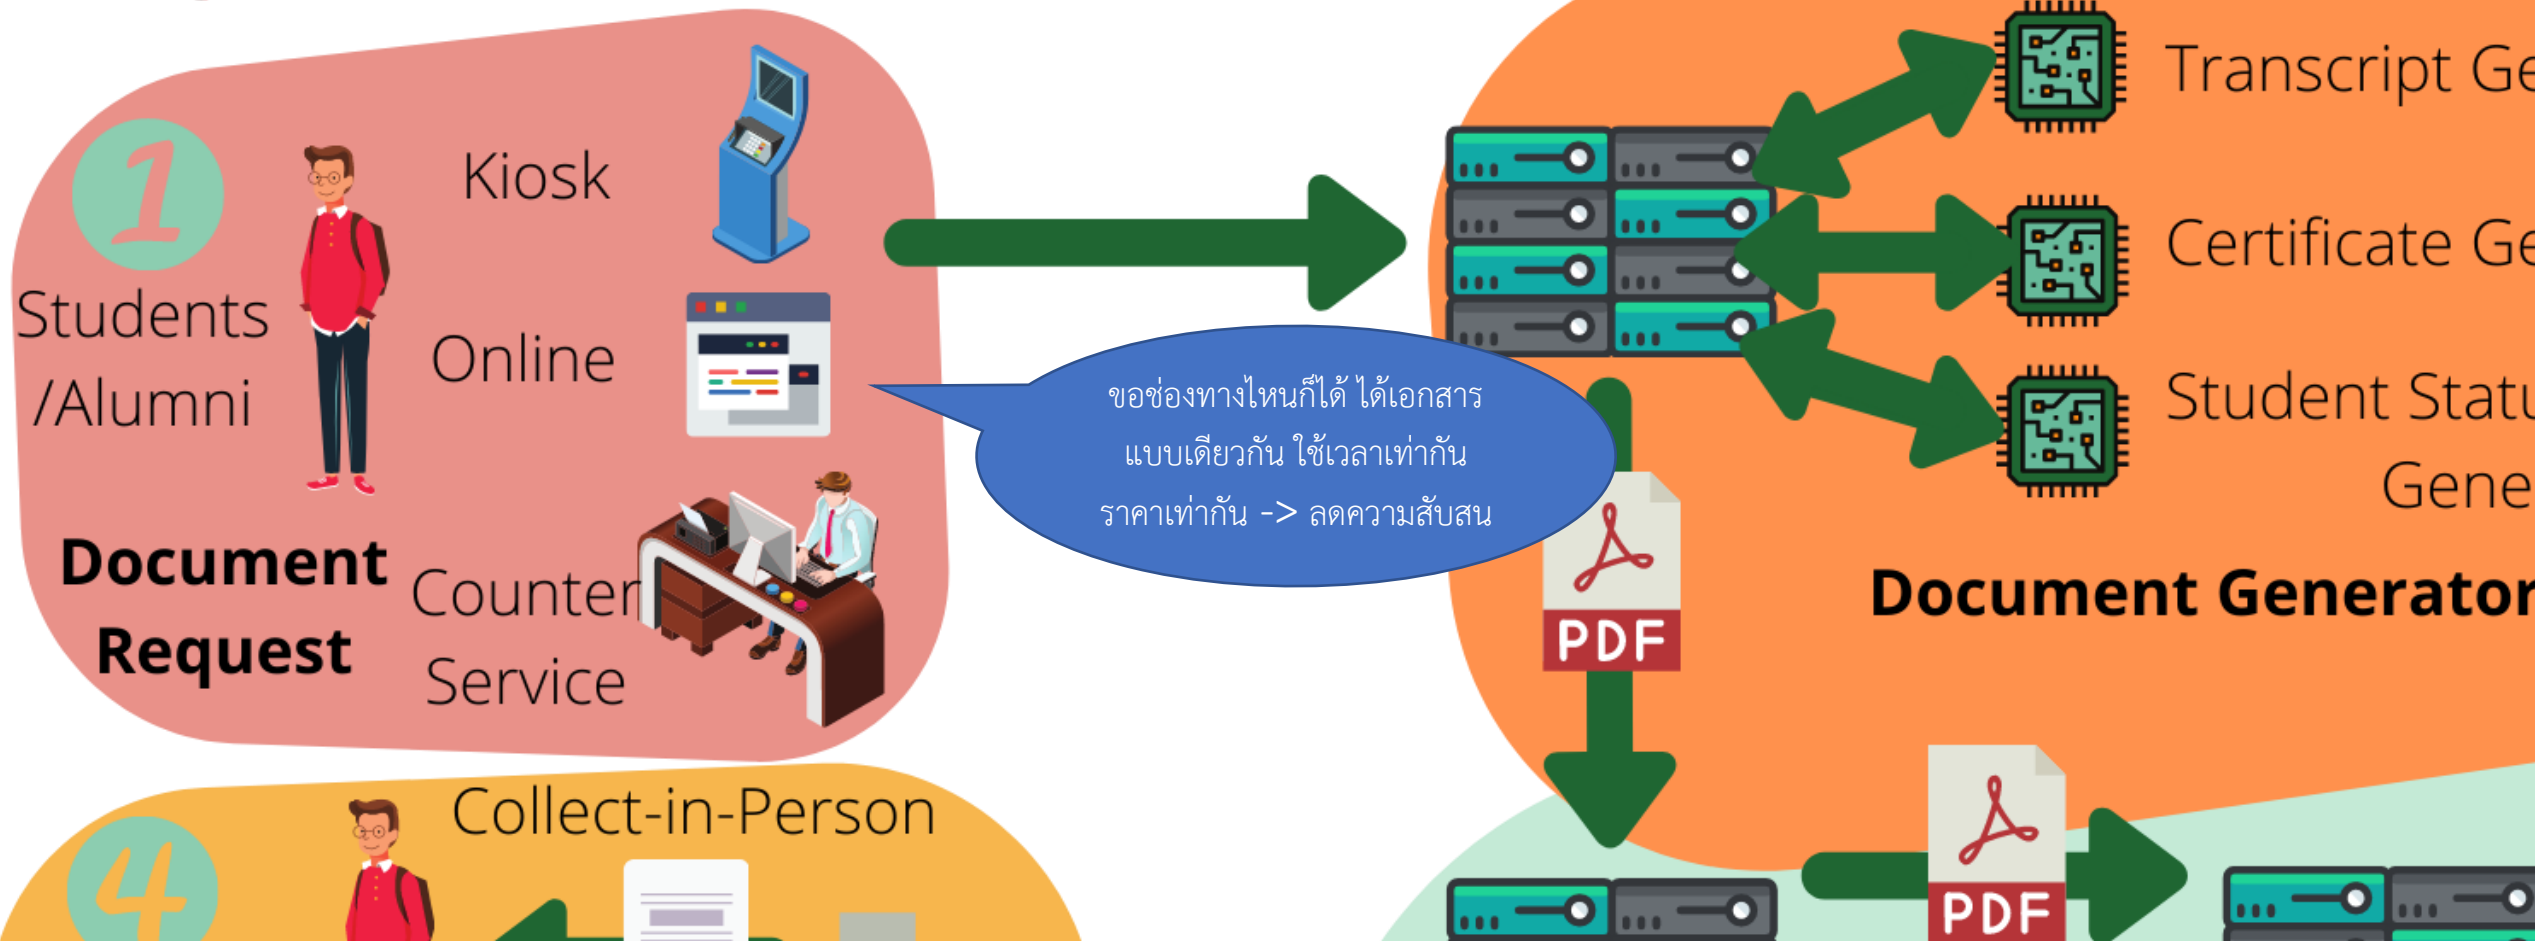 1
Students
/Alumni
Kiosk
Online
Counter
Service
Document
Request
ขอช่องทางไหนก็ได้ ได้เอกสาร
แบบเดียวกัน ใช้เวลาเท่ากัน
ราคาเท่ากัน -> ลดความสับสน
Transcript Ge
Certificate Ge
Student Statu
Gene
Document Generator
PDF
4
Collect-in-Person
PDF